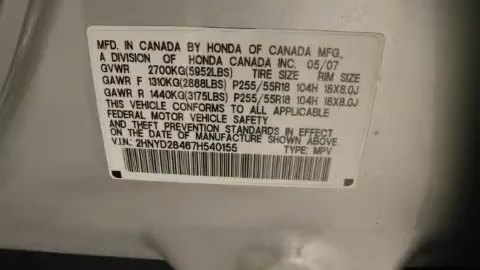 MFD. IN CANADA BY HONDA OF CANADA MFG.,
A DIVISION OF HONDA CANADA INC. 05/07
GVWR 2700KG(5952LBS) TIRE SIZE RIM SIZE
GAWR F 1310KG(2888LBS) P255/55R18 104H 18X8.0J
GAWR R 1440KG(3175LBS) P255/55R18 104H 18X8.0J
THIS VEHICLE CONFORMS TO ALL APPLICABLE
FEDERAL MOTOR VEHICLE SAFETY
AND THEFT PREVENTION STANDARDS IN EFFECT
ON THE DATE OF MANUFACTURE SHOWN ABOVE.
V.I.N.: 2HNYD28467H540155 TYPE: MPV